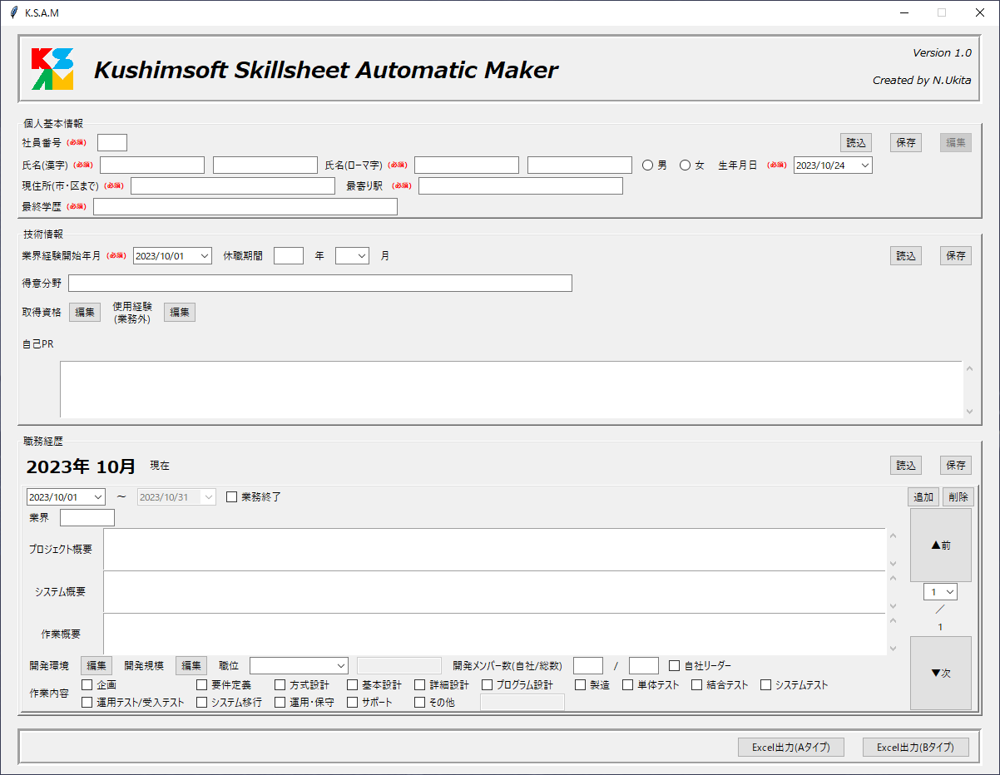 K.S.A.M
KSAM
Kushimsoft Skillsheet Automatic Maker
Version 1.0
Created by N.Ukita
個人基本情報
社員番号 (必須) 読込 保存 編集
氏名(漢字) (必須) 氏名(ローマ字) (必須) 男 女 生年月日 (必須) 2023/10/24
現住所(市・区まで) (必須) 最寄り駅 (必須)
最終学歴 (必須)
技術情報
業界経験開始年月 (必須) 2023/10/01 休職期間 年 月 読込 保存
得意分野
取得資格 編集 使用経験 編集
(業務外)
自己PR
職務経歴
2023年 10月 現在 読込 保存
2023/10/01 ～ 2023/10/31 業務終了 追加 削除
業界
プロジェクト概要 ▲前
システム概要 1
／
作業概要 1
開発環境 編集 開発規模 編集 職位 開発メンバー数(自社/総数) / 自社リーダー
▼次
作業内容 企画 要件定義 方式設計 基本設計 詳細設計 プログラム設計 製造 単体テスト 結合テスト システムテスト
運用テスト/受入テスト システム移行 運用・保守 サポート その他
Excel出力(Aタイプ) Excel出力(Bタイプ)